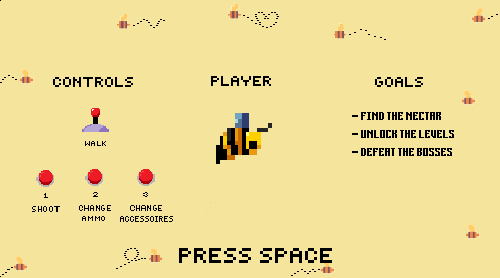 CONTROLS
PLAYER
GOALS
WALK
- FIND THE NECTAR
- UNLOCK THE LEVELS
- DEFEAT THE BOSSES
1
2
3
SHOOT
CHANGE
AMMO
CHANGE
ACCESSOIRES
PRESS SPACE